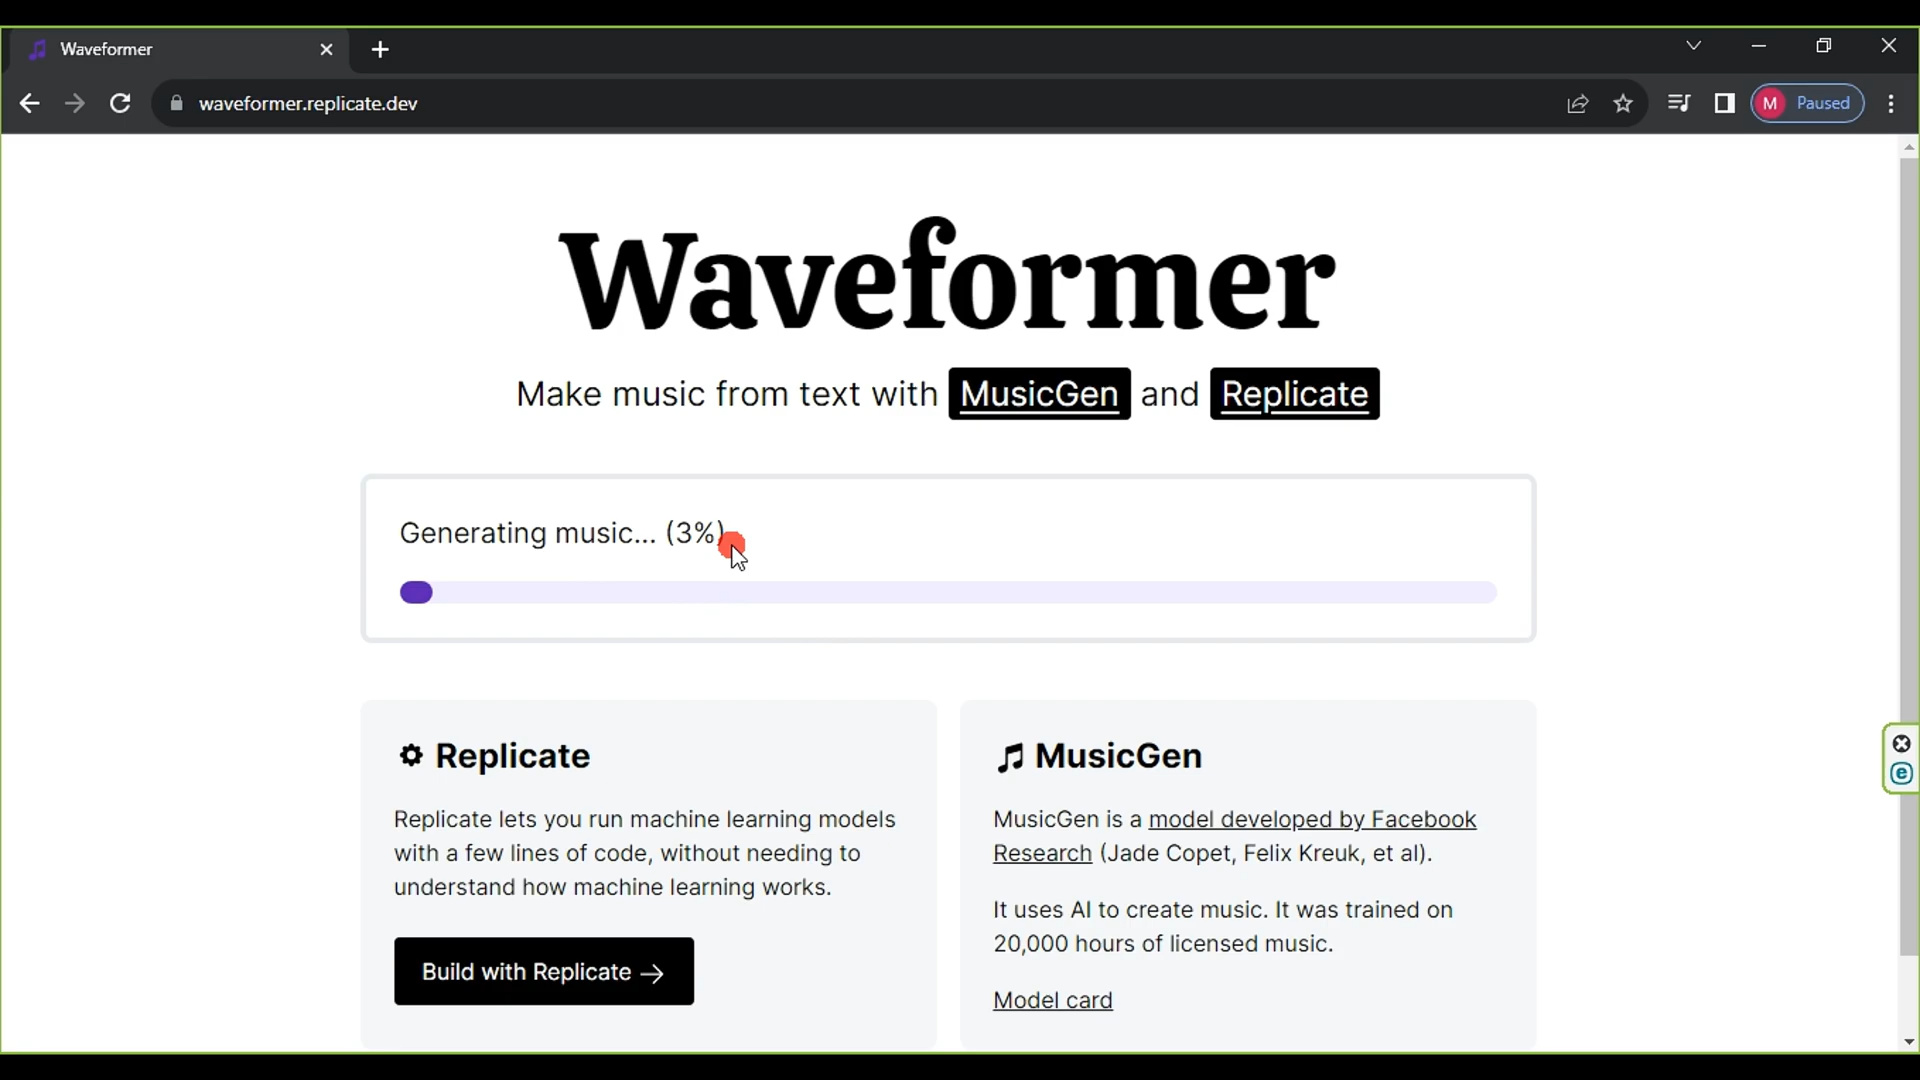 Waveformer
waveformer.replicate.dev
M Paused
Waveformer
Make music from text with MusicGen and Replicate
Generating music... (3%)
Replicate
Replicate lets you run machine learning models
with a few lines of code, without needing to
understand how machine learning works.
Build with Replicate →
MusicGen
MusicGen is a model developed by Facebook
Research (Jade Copet, Felix Kreuk, et al).
It uses AI to create music. It was trained on
20,000 hours of licensed music.
Model card
e